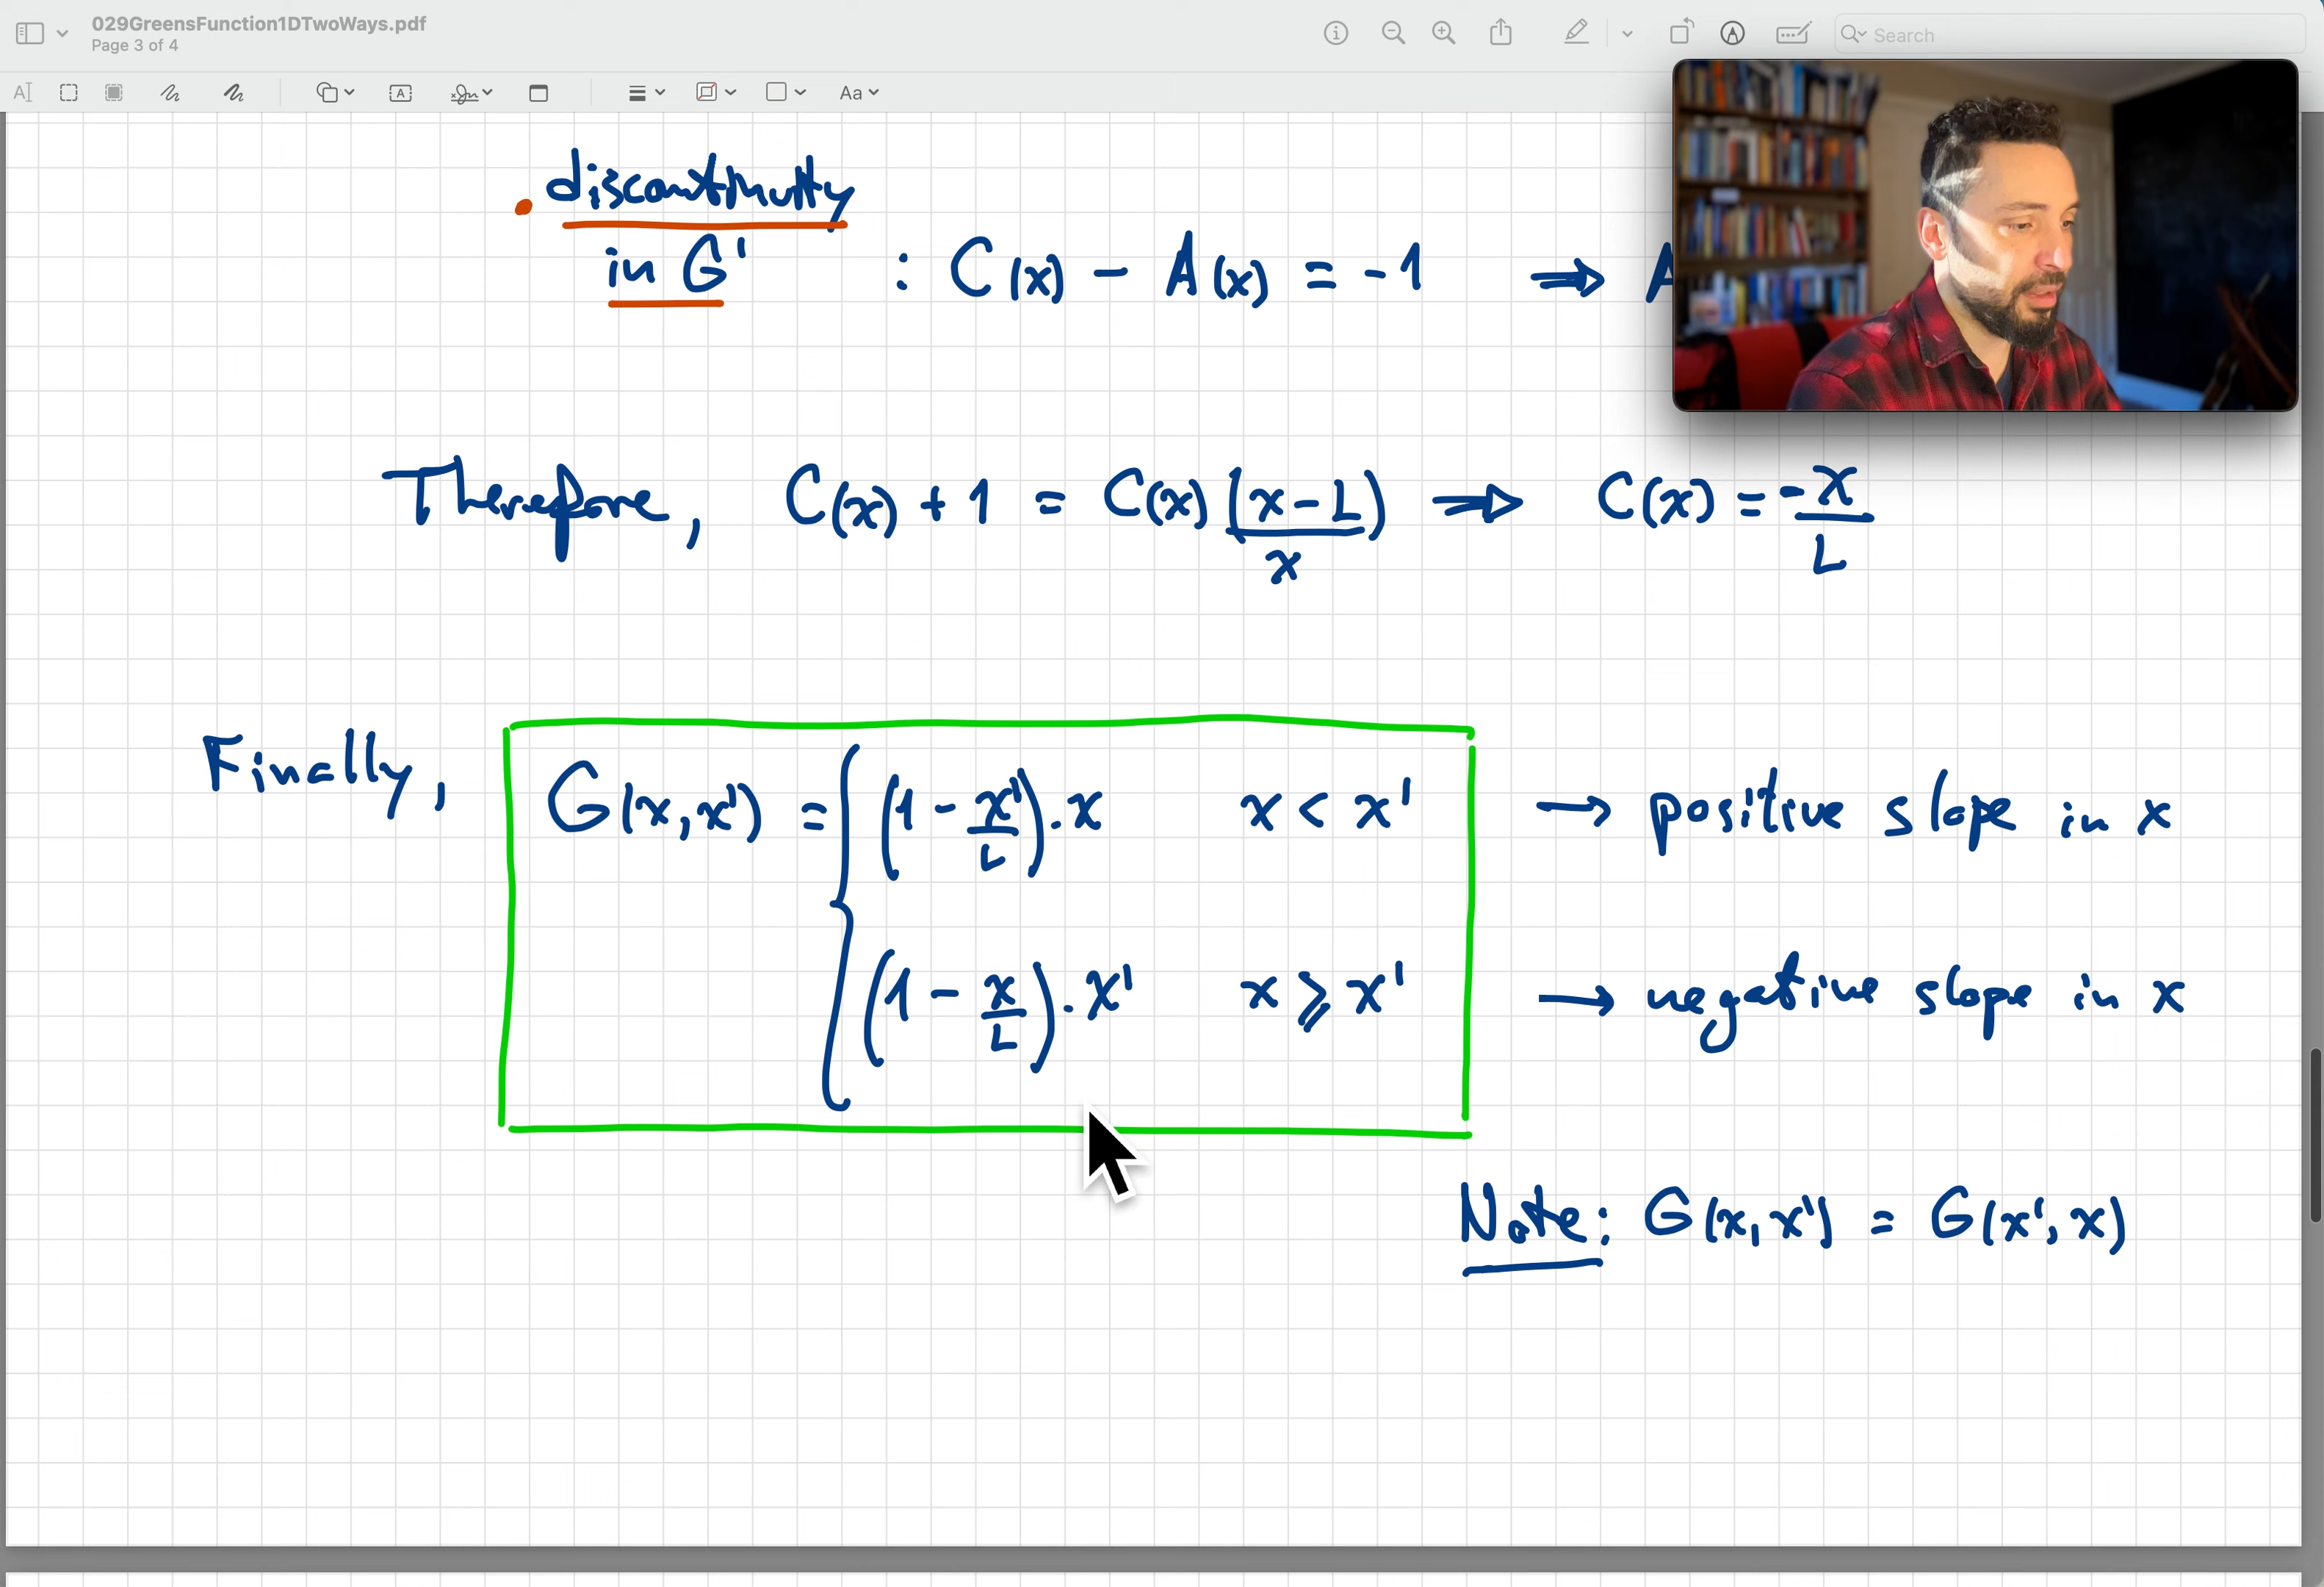 029GreensFunction1DTwoWays.pdf
Page 3 of 4
Search
Aa
• discontinuity
in G' : C(x) - A(x) = -1 ⇒ A
Therefore, C(x) + 1 = C(x) (x-L)/x ⇒ C(x) = -x/L
Finally, G(x,x') = { (1 - x'/L)·x x < x' → positive slope in x
(1 - x/L)·x' x ⩾ x' → negative slope in x
Note: G(x,x') = G(x',x)